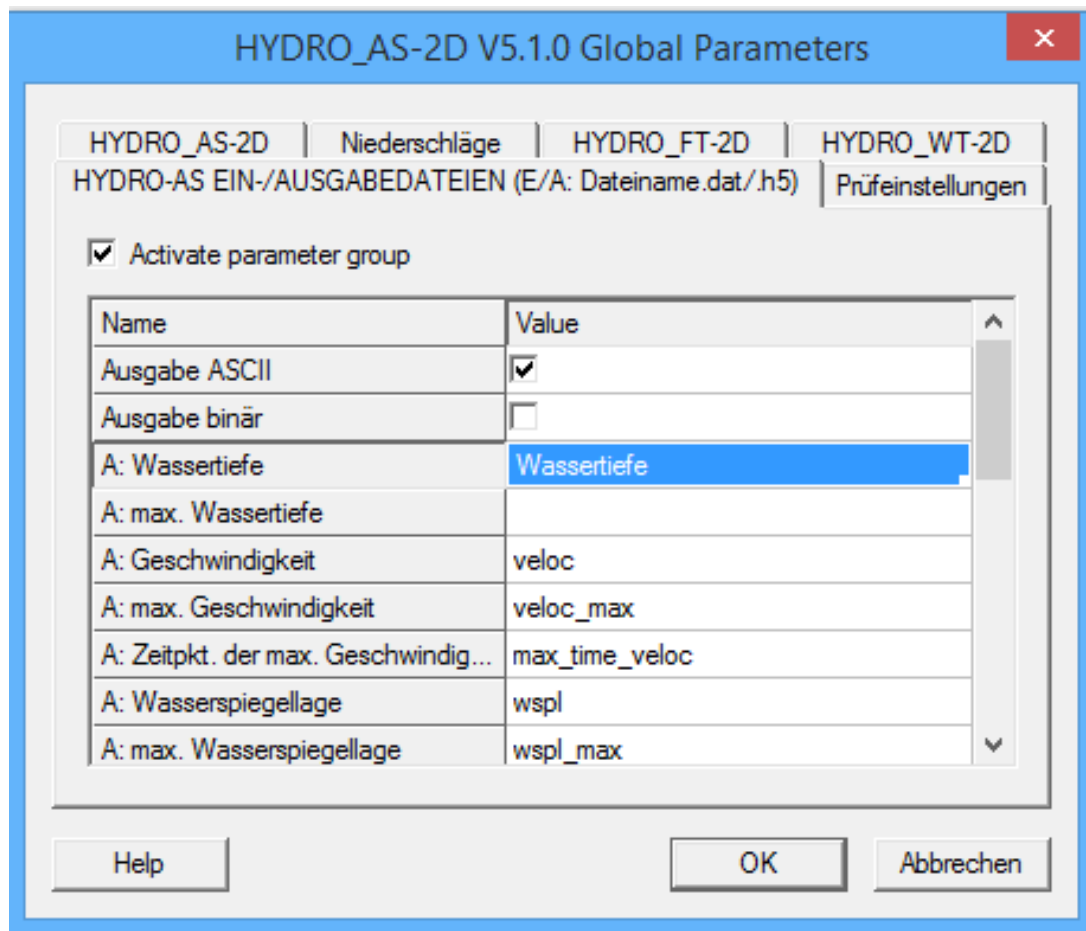 HYDRO_AS-2D V5.1.0 Global Parameters
HYDRO_AS-2D Niederschläge HYDRO_FT-2D HYDRO_WT-2D
HYDRO-AS EIN-/AUSGABEDATEIEN (E/A: Dateiname.dat/.h5) Prüfeinstellungen
Activate parameter group
Name Value
Ausgabe ASCII
Ausgabe binär
A: Wassertiefe Wassertiefe
A: max. Wassertiefe
A: Geschwindigkeit veloc
A: max. Geschwindigkeit veloc_max
A: Zeitpkt. der max. Geschwindig... max_time_veloc
A: Wasserspiegellage wspl
A: max. Wasserspiegellage wspl_max
Help OK Abbrechen